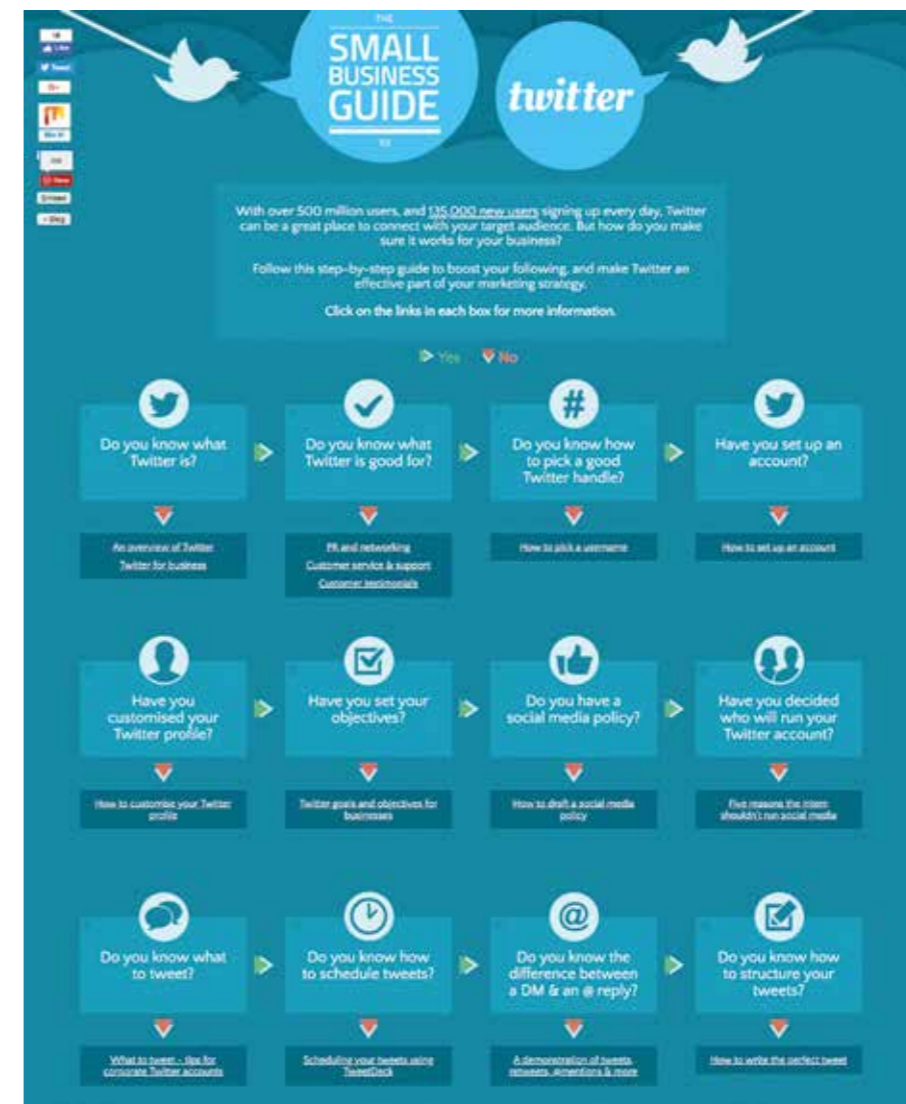 THE
SMALL
BUSINESS
GUIDE
TO
twitter
Like
Tweet
With over 500 million users, and 135,000 new users signing up every day, Twitter
can be a great place to connect with your target audience. But how do you make
sure it works for your business?
Follow this step-by-step guide to boost your following, and make Twitter an
effective part of your marketing strategy.
Click on the links in each box for more information.
Yes No
Do you know what
Twitter is?
An overview of Twitter
Twitter for business
Do you know what
Twitter is good for?
PR and networking
Customer service & support
Customer testimonials
#
Do you know how
to pick a good
Twitter handle?
How to pick a username
Have you set up an
account?
How to set up an account
Have you
customised your
Twitter profile?
How to customise your Twitter
profile
Have you set your
objectives?
Twitter goals and objectives for
businesses
Do you have a
social media policy?
How to draft a social media
policy
Have you decided
who will run your
Twitter account?
Five reasons the intern
shouldn't run social media
Do you know what
to tweet?
What to tweet - tips for
corporate Twitter accounts
Do you know how
to schedule tweets?
Scheduling your tweets using
TweetDeck
@
Do you know the
difference between
a DM & an @ reply?
A demonstration of tweets,
retweets, @mentions & more
Do you know how
to structure your
tweets?
How to write the perfect tweet